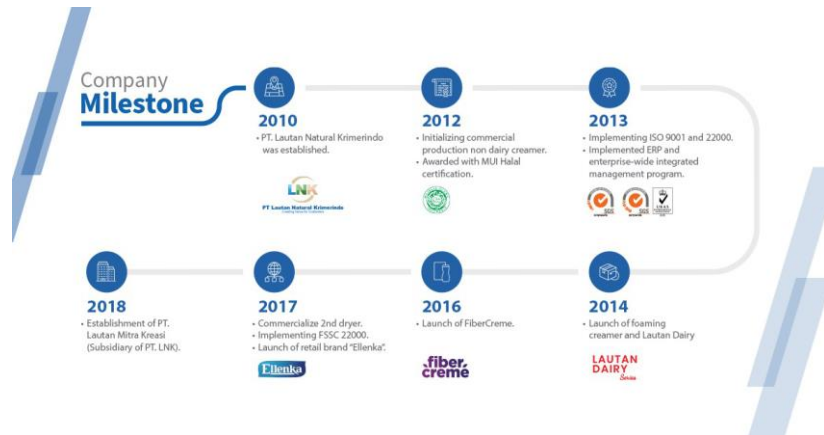 Company
Milestone
2010
• PT. Lautan Natural Krimerindo
was established.
LNK
PT Lautan Natural Krimerindo
2012
• Initializing commercial
production non dairy creamer.
• Awarded with MUI Halal
certification.
2013
• Implementing ISO 9001 and 22000.
• Implemented ERP and
enterprise-wide integrated
management program.
SGS
SGS
2018
• Establishment of PT.
Lautan Mitra Kreasi
(Subsidiary of PT. LNK).
2017
• Commercialize 2nd dryer.
• Implementing FSSC 22000.
• Launch of retail brand "Ellenka".
Ellenka
2016
• Launch of FiberCreme.
fiber
creme
2014
• Launch of foaming
creamer and Lautan Dairy
LAUTAN
DAIRY
Series